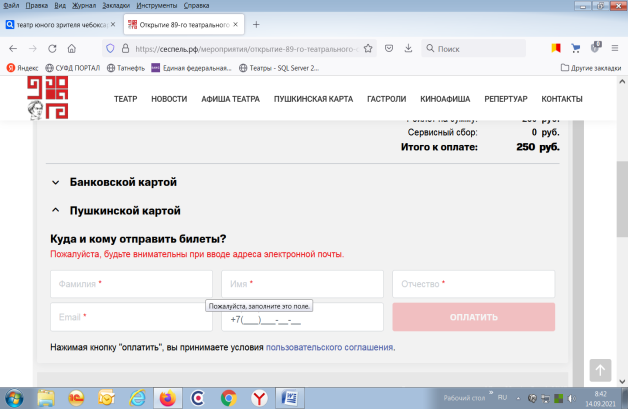 Файл Правка Вид Журнал Закладки Инструменты Справка
театр юного зрителя чебокса
Открытие 89-го театрального с
https://сеспель.рф/мероприятия/открытие-89-го-театрального-
Поиск
Яндекс СУФД ПОРТАЛ Татнефть Единая федеральная... Театры - SQL Server 2... Другие закладки
ТЕАТР НОВОСТИ АФИША ТЕАТРА ПУШКИНСКАЯ КАРТА ГАСТРОЛИ КИНОАФИША РЕПЕРТУАР КОНТАКТЫ
Сервисный сбор: 0 руб.
Итого к оплате: 250 руб.
Банковской картой
Пушкинской картой
Куда и кому отправить билеты?
Пожалуйста, будьте внимательны при вводе адреса электронной почты.
Фамилия * Имя * Отчество *
Пожалуйста, заполните это поле.
Email * +7(___)___-__-__ ОПЛАТИТЬ
Нажимая кнопку "оплатить", вы принимаете условия пользовательского соглашения.
Рабочий стол » RU 8:42
14.09.2021